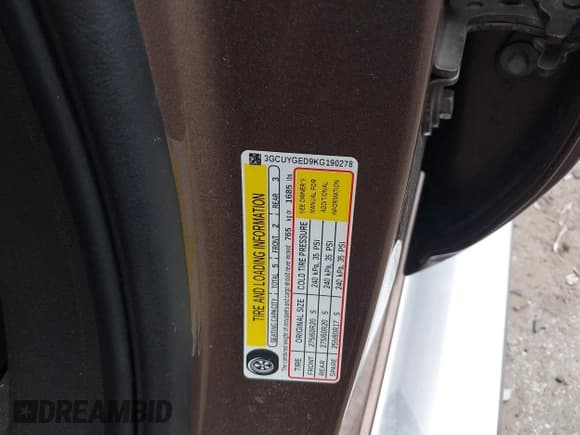 3GCUYGED9KG190278
TIRE AND LOADING INFORMATION
SEATING CAPACITY TOTAL 5 FRONT 2 REAR 3
The combined weight of occupants and cargo should never exceed 765 kg or 1685 lbs
TIRE ORIGINAL SIZE COLD TIRE PRESSURE
FRONT 275/60R20 S 240 kPa, 35 PSI
REAR 275/60R20 S 240 kPa, 35 PSI
SPARE 255/80R17 S 240 kPa, 35 PSI
SEE OWNER'S
MANUAL FOR
ADDITIONAL
INFORMATION
DREAMBID